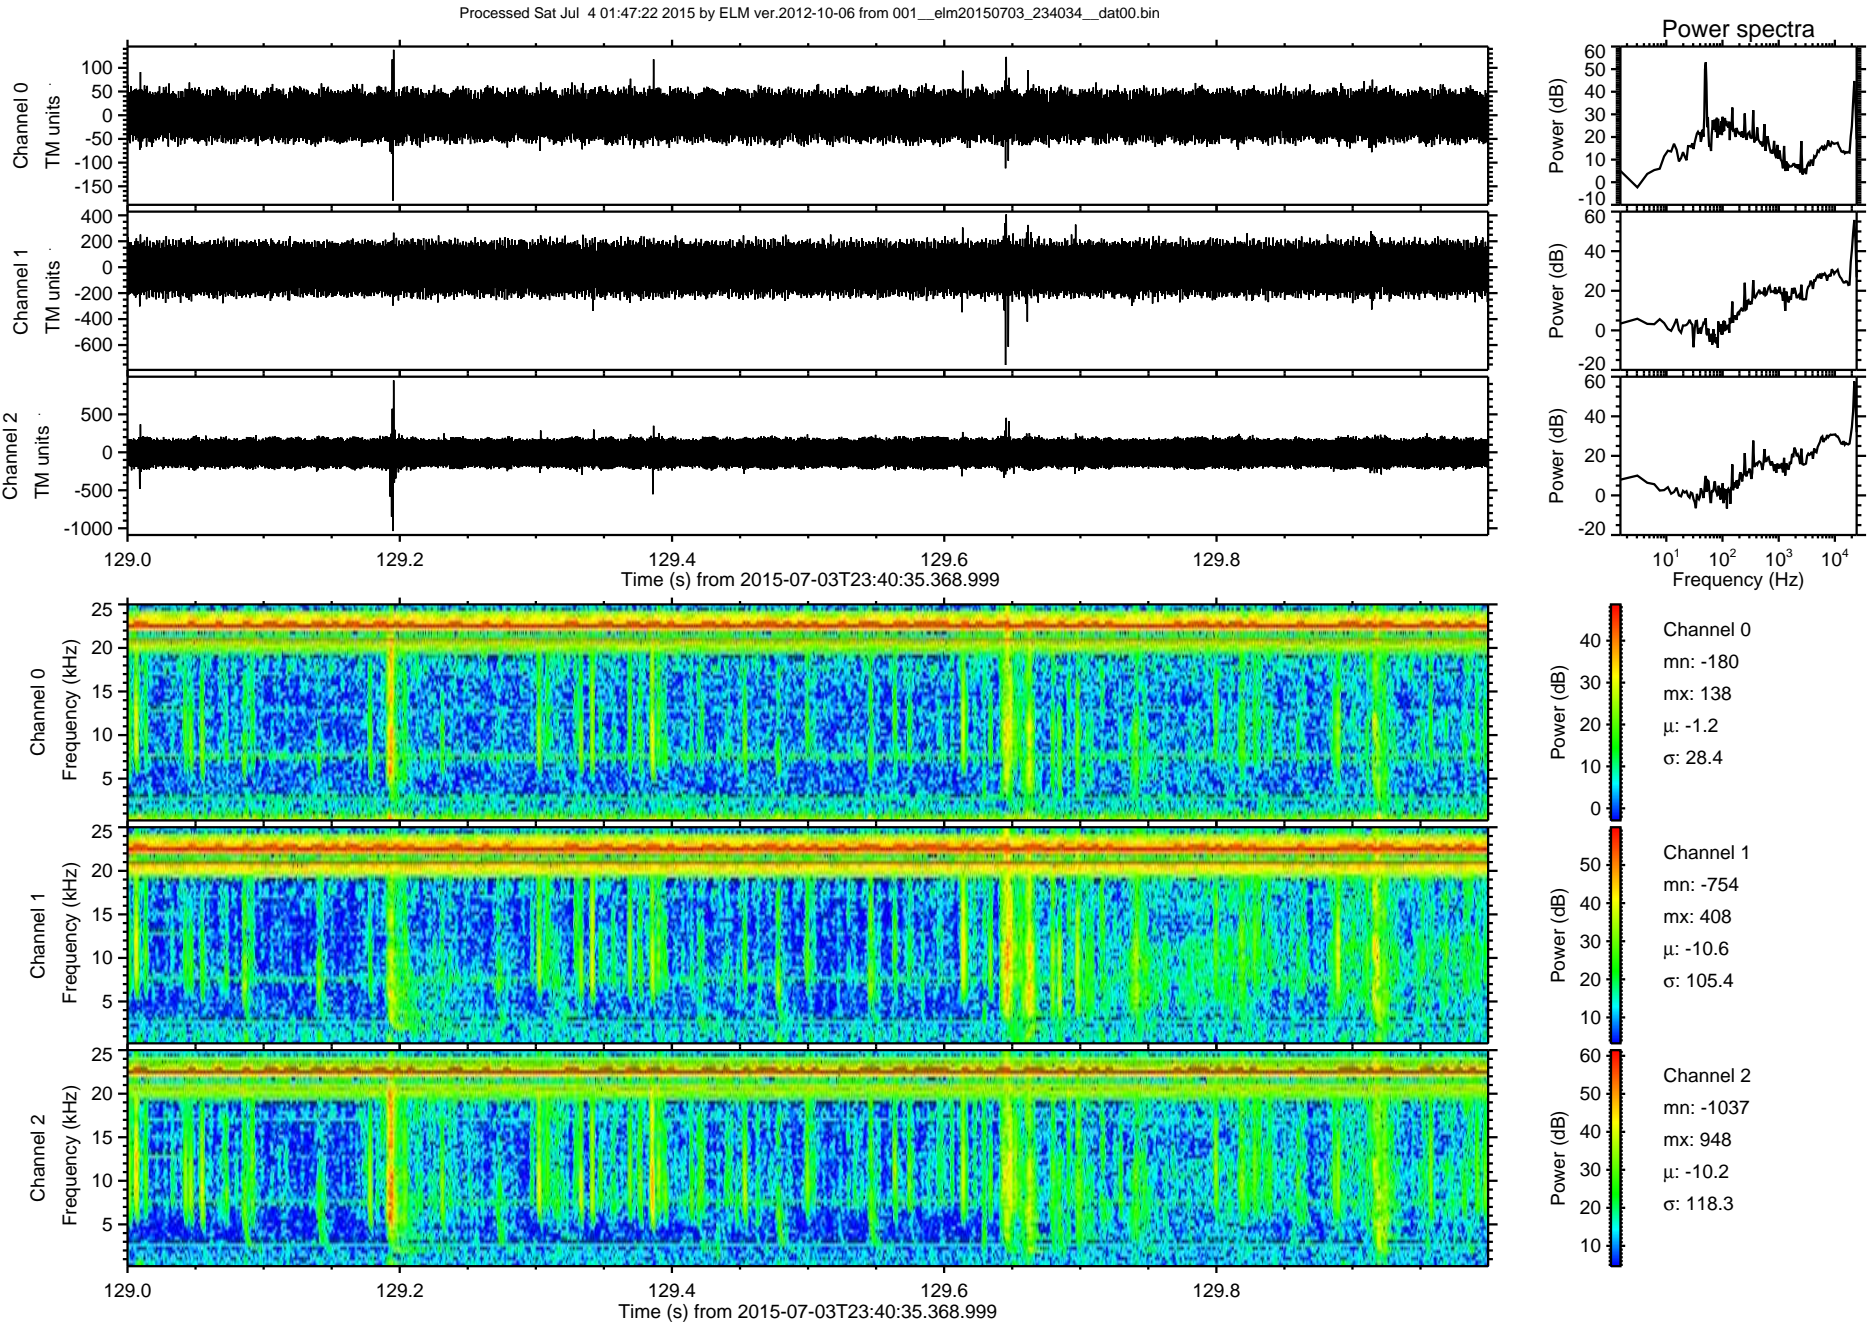 Processed Sat Jul  4 01:47:22 2015 by ELM ver.2012-10-06 from 001__elm20150703_234034__dat00.bin
Power spectra
Channel 0
TM units
100
50
0
-50
-100
-150
Power (dB)
60
50
40
30
20
10
0
-10
Channel 1
TM units
400
200
0
-200
-400
-600
Power (dB)
60
40
20
0
-20
Channel 2
TM units
500
0
-500
-1000
Power (dB)
60
40
20
0
-20
129.0 129.2 129.4 129.6 129.8
Time (s) from 2015-07-03T23:40:35.368.999
10¹ 10² 10³ 10⁴
Frequency (Hz)
Channel 0
Frequency (kHz)
25
20
15
10
5
Power (dB)
40
30
20
10
0
Channel 0
mn: -180
mx: 138
μ: -1.2
σ: 28.4
Channel 1
Frequency (kHz)
25
20
15
10
5
Power (dB)
50
40
30
20
10
Channel 1
mn: -754
mx: 408
μ: -10.6
σ: 105.4
Channel 2
Frequency (kHz)
25
20
15
10
5
Power (dB)
60
50
40
30
20
10
Channel 2
mn: -1037
mx: 948
μ: -10.2
σ: 118.3
129.0 129.2 129.4 129.6 129.8
Time (s) from 2015-07-03T23:40:35.368.999